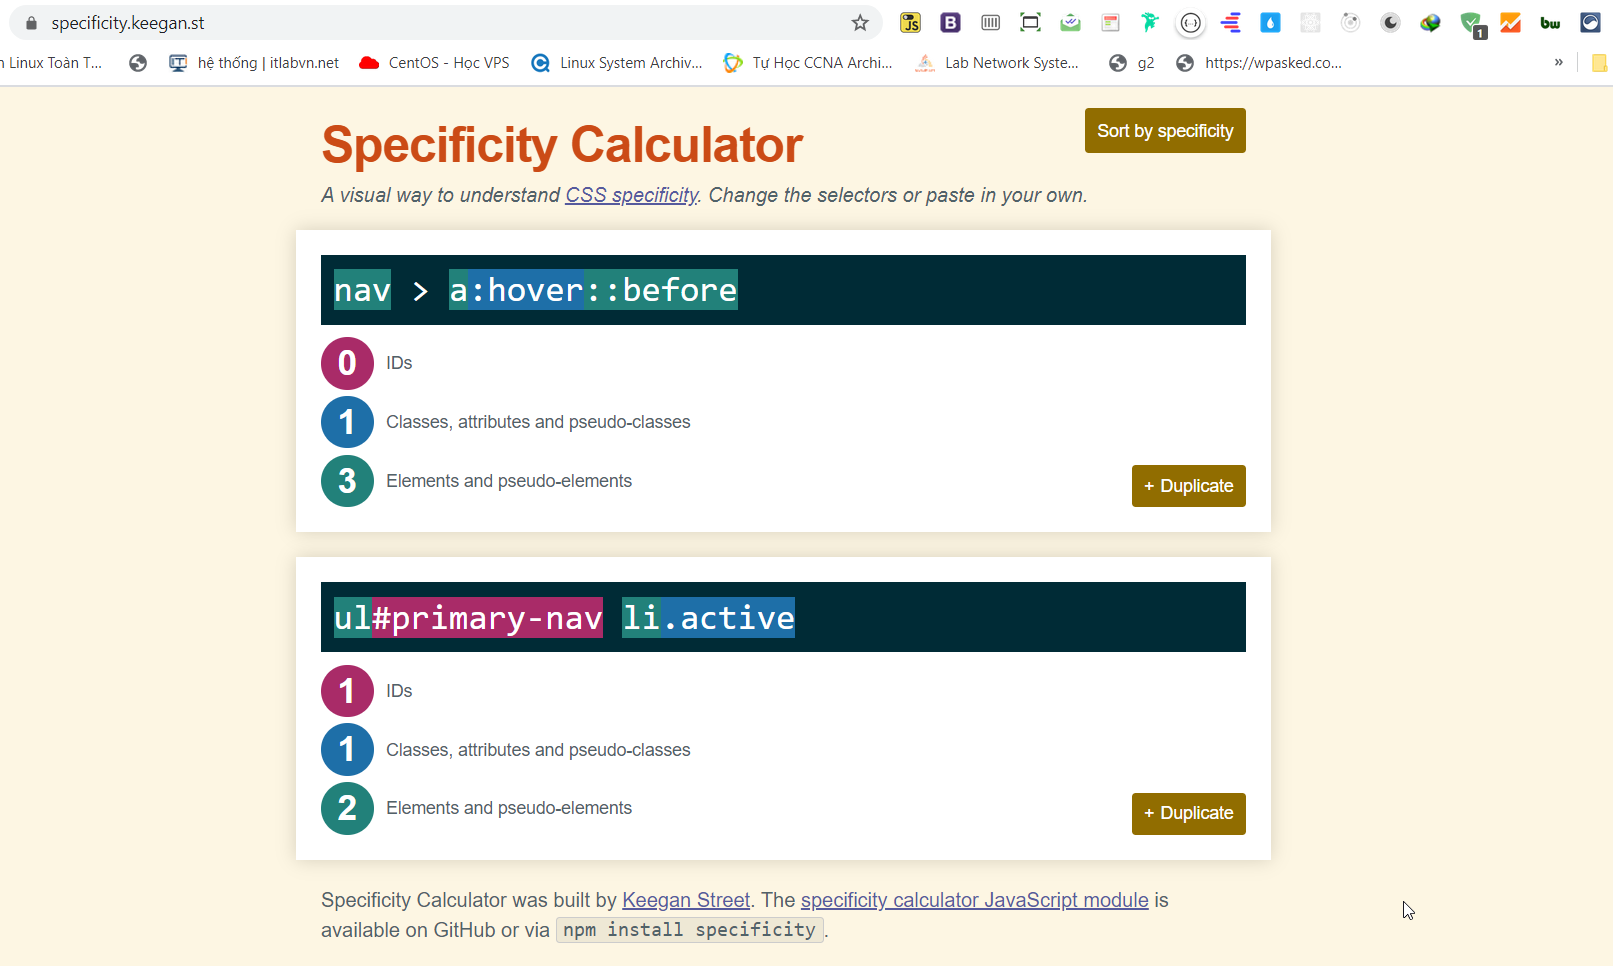 specificity.keegan.st
JS B 1 bw
n Linux Toàn T... hệ thống | itlabvn.net CentOS - Học VPS Linux System Archiv... Tự Học CCNA Archi... Lab Network Syste... g2 https://wpasked.co... »
Specificity Calculator
Sort by specificity
A visual way to understand CSS specificity. Change the selectors or paste in your own.
nav > a:hover::before
0 IDs
1 Classes, attributes and pseudo-classes
3 Elements and pseudo-elements
+ Duplicate
ul#primary-nav li.active
1 IDs
1 Classes, attributes and pseudo-classes
2 Elements and pseudo-elements
+ Duplicate
Specificity Calculator was built by Keegan Street. The specificity calculator JavaScript module is
available on GitHub or via npm install specificity.